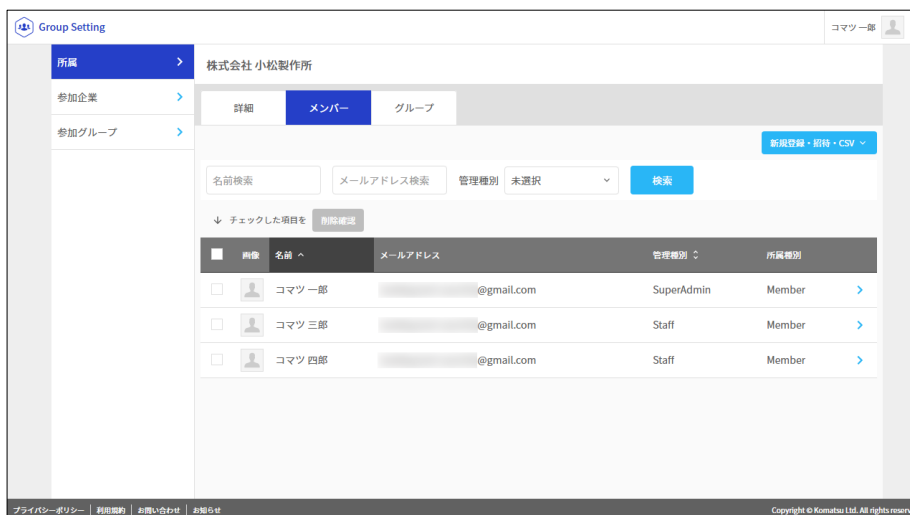 Group Setting
コマツ 一郎
所属
参加企業
参加グループ
株式会社 小松製作所
詳細 メンバー グループ
新規登録・招待・CSV
名前検索 メールアドレス検索 管理種別 未選択 検索
チェックした項目を 削除確認
画像 名前 メールアドレス 管理種別 所属種別
コマツ 一郎 @gmail.com SuperAdmin Member
コマツ 三郎 @gmail.com Staff Member
コマツ 四郎 @gmail.com Staff Member
プライバシーポリシー | 利用規約 | お問い合わせ | お知らせ
Copyright © Komatsu Ltd. All rights reserv